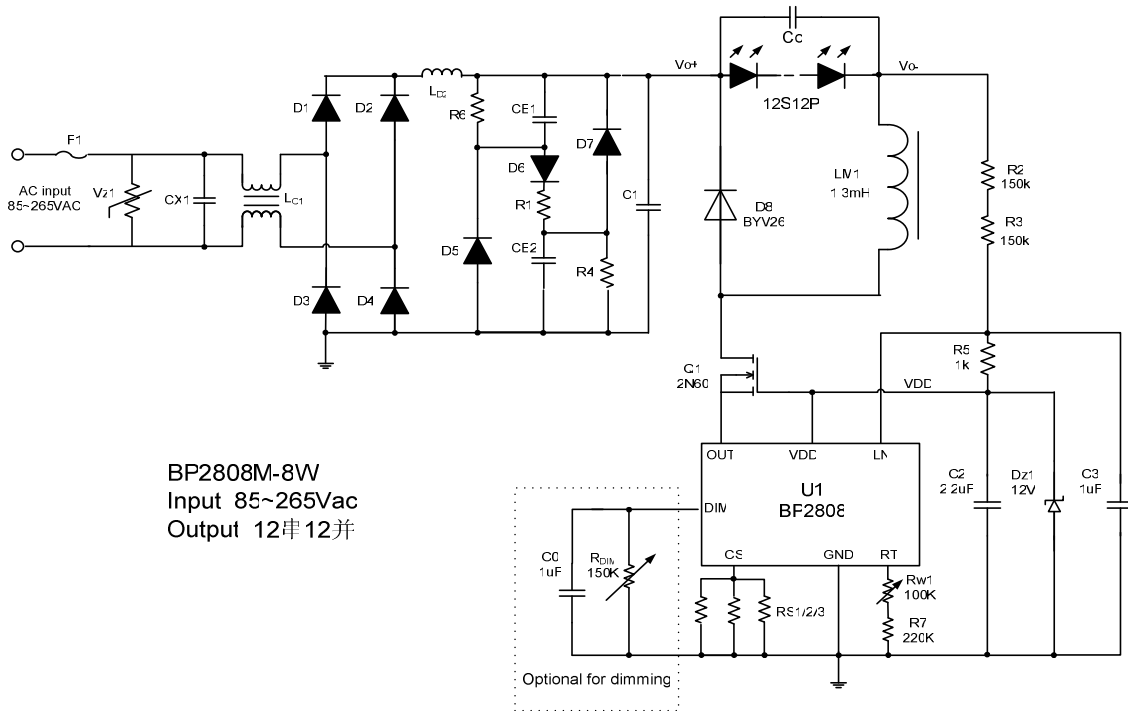 Cc
Vo+
Vo-
12S12P
D1
D2
L_D2
R6
CE1
D7
D6
R1
C1
F1
AC input
85~265VAC
Vz1
CX1
L_C1
D5
CE2
R4
D3
D4
D8
BYV26
LM1
1.3mH
R2
150k
R3
150k
R5
1k
Q1
2N60
VDD
OUT
VDD
LN
U1
BP2808
DIM
CS
GND
RT
C2
2.2uF
Dz1
12V
C3
1uF
BP2808M-8W
Input 85~265Vac
Output 12串12并
C0
1uF
R_DIM
150K
RS1/2/3
Rw1
100K
R7
220K
Optional for dimming